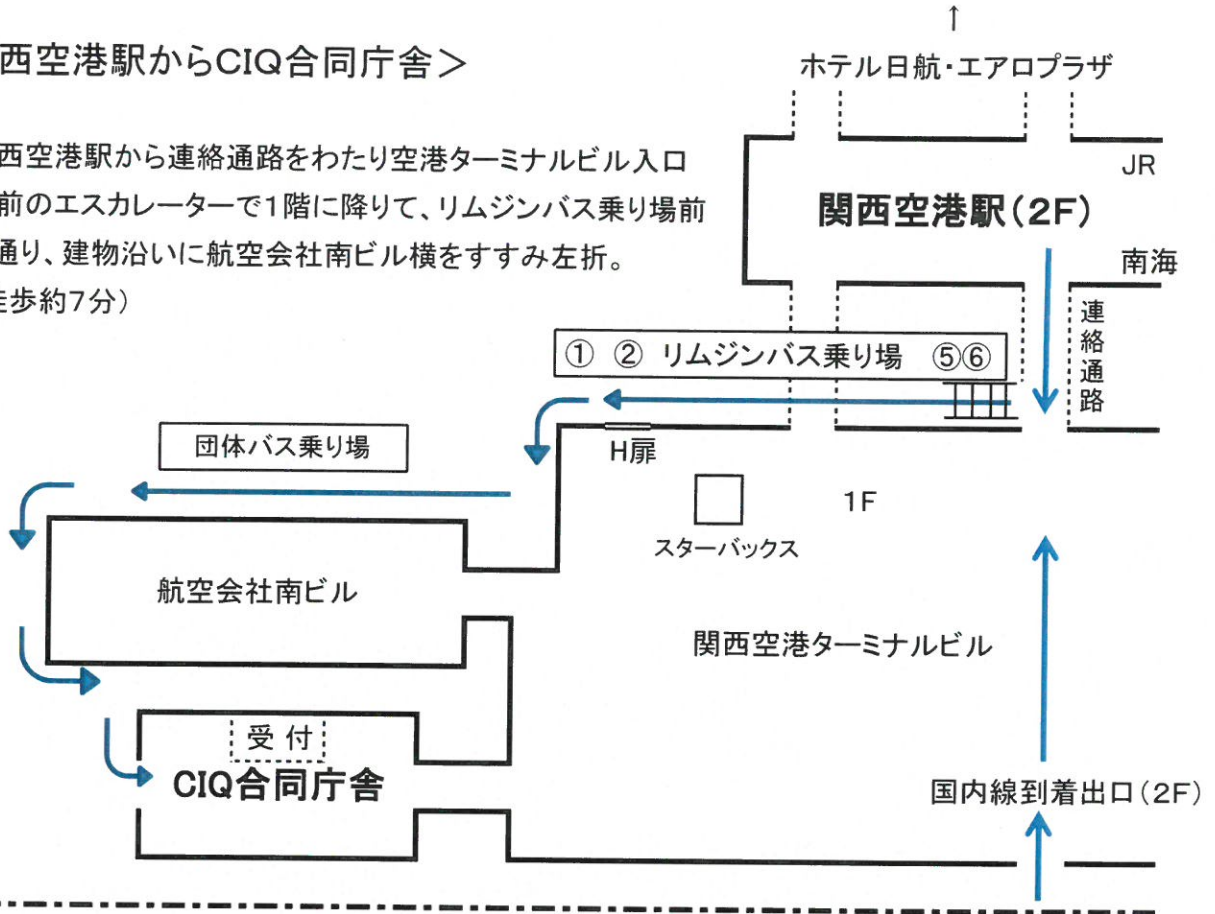 ↑
ホテル日航・エアロプラザ
西空港駅からCIQ合同庁舎＞
西空港駅から連絡通路をわたり空港ターミナルビル入口
前のエスカレーターで1階に降りて、リムジンバス乗り場前
通り、建物沿いに航空会社南ビル横をすすみ左折。
歩約7分）
JR
関西空港駅（2F）
南海
連絡通路
① ② リムジンバス乗り場 ⑤⑥
団体バス乗り場
H扉
1F
スターバックス
航空会社南ビル
関西空港ターミナルビル
受付
CIQ合同庁舎
国内線到着出口（2F）